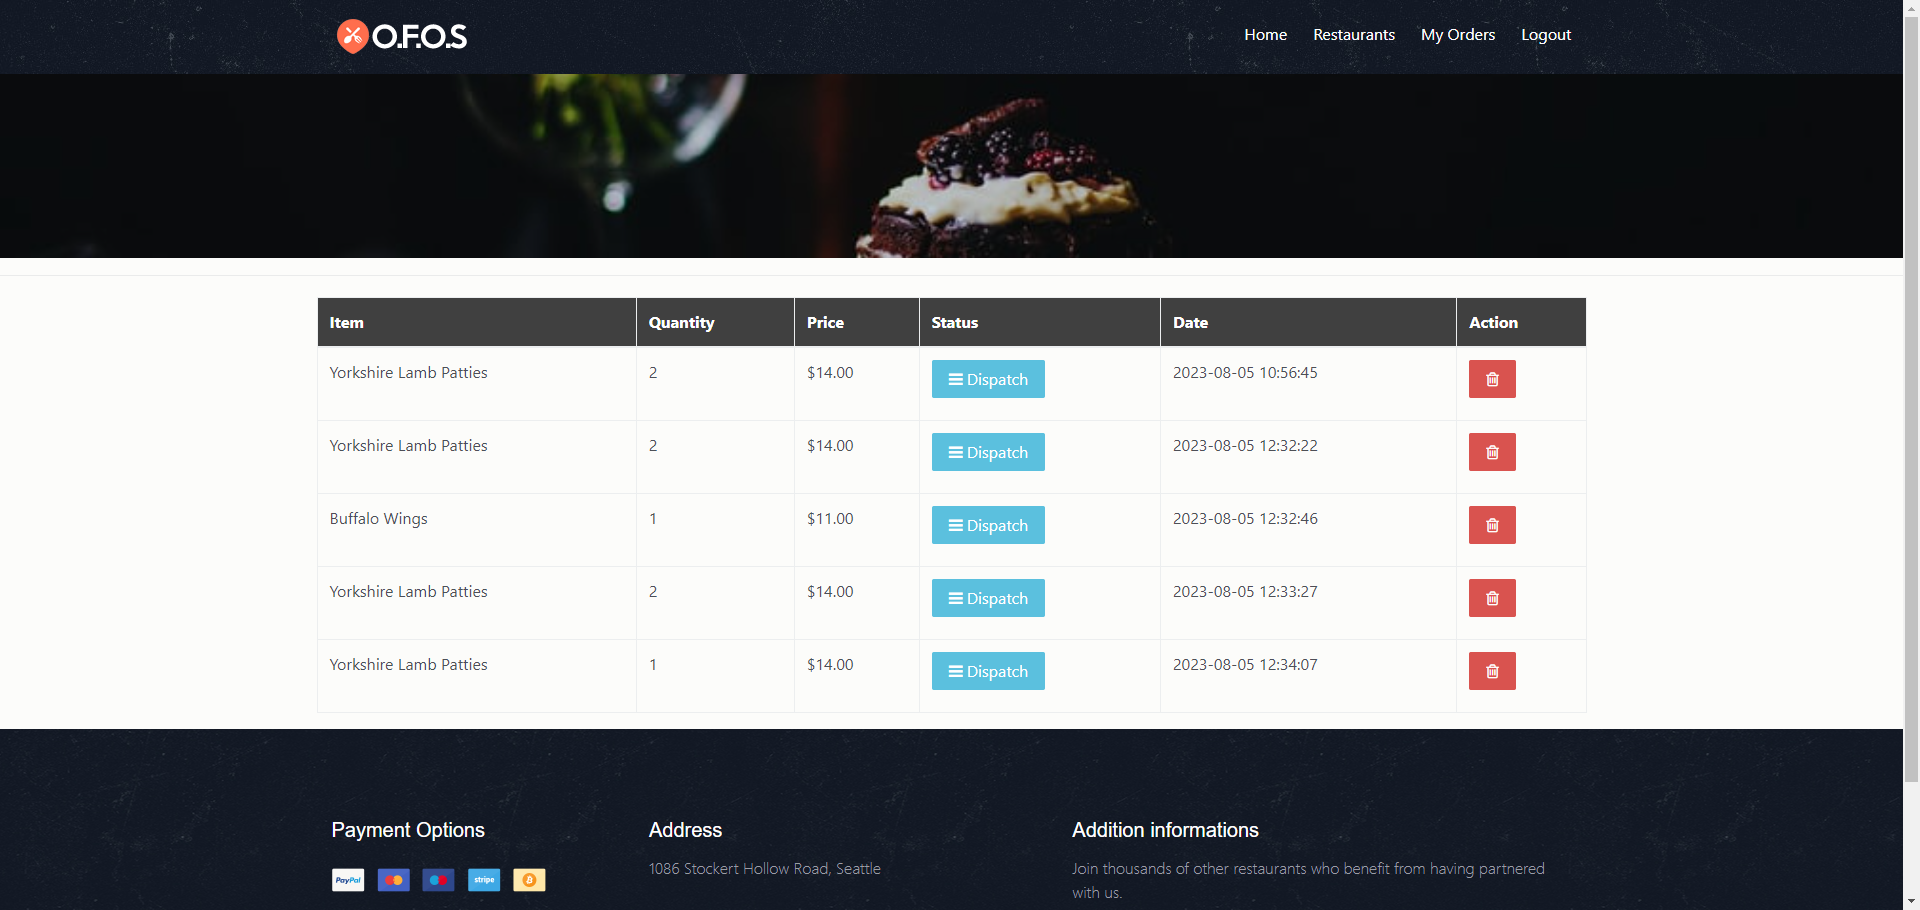 O.F.O.S
Home Restaurants My Orders Logout
Item Quantity Price Status Date Action
Yorkshire Lamb Patties 2 $14.00 Dispatch 2023-08-05 10:56:45
Yorkshire Lamb Patties 2 $14.00 Dispatch 2023-08-05 12:32:22
Buffalo Wings 1 $11.00 Dispatch 2023-08-05 12:32:46
Yorkshire Lamb Patties 2 $14.00 Dispatch 2023-08-05 12:33:27
Yorkshire Lamb Patties 1 $14.00 Dispatch 2023-08-05 12:34:07
Payment Options
PayPal stripe
Address
1086 Stockert Hollow Road, Seattle
Addition informations
Join thousands of other restaurants who benefit from having partnered
with us.